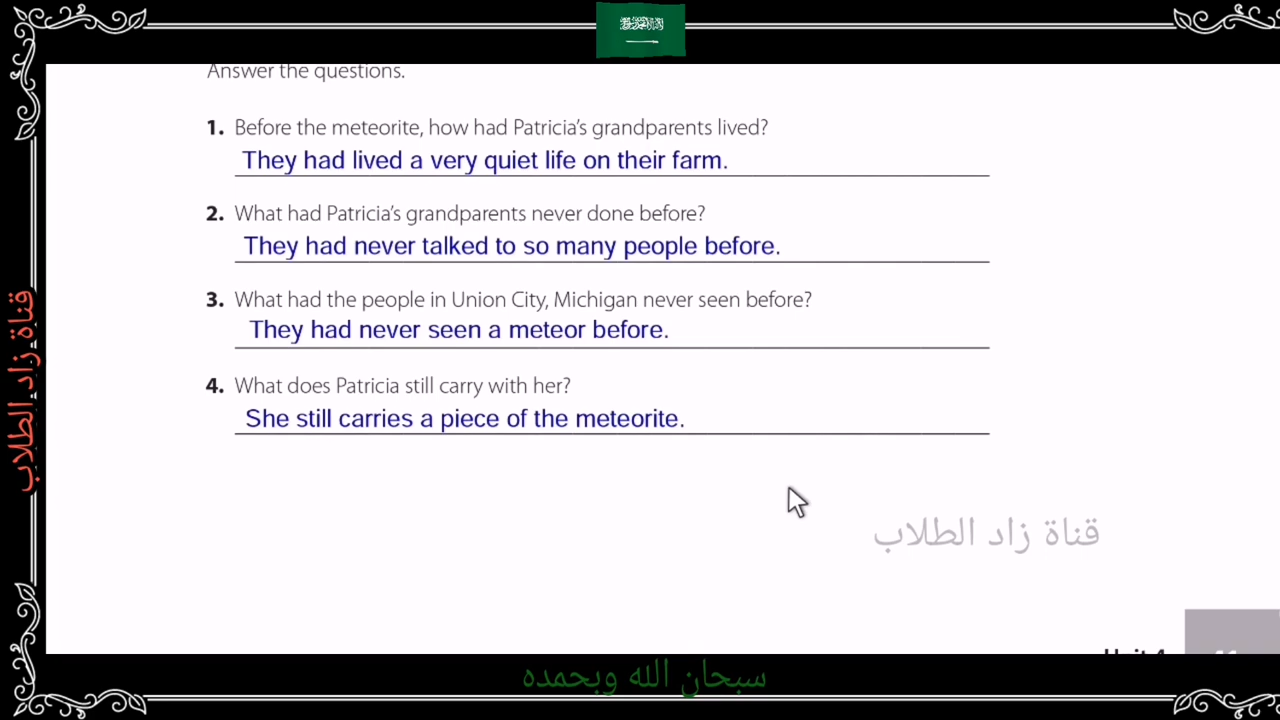 Answer the questions.
1. Before the meteorite, how had Patricia's grandparents lived?
They had lived a very quiet life on their farm.
2. What had Patricia's grandparents never done before?
They had never talked to so many people before.
3. What had the people in Union City, Michigan never seen before?
They had never seen a meteor before.
4. What does Patricia still carry with her?
She still carries a piece of the meteorite.
قناة زاد الطلاب
قناة زاد الطلاب
سبحان الله وبحمده